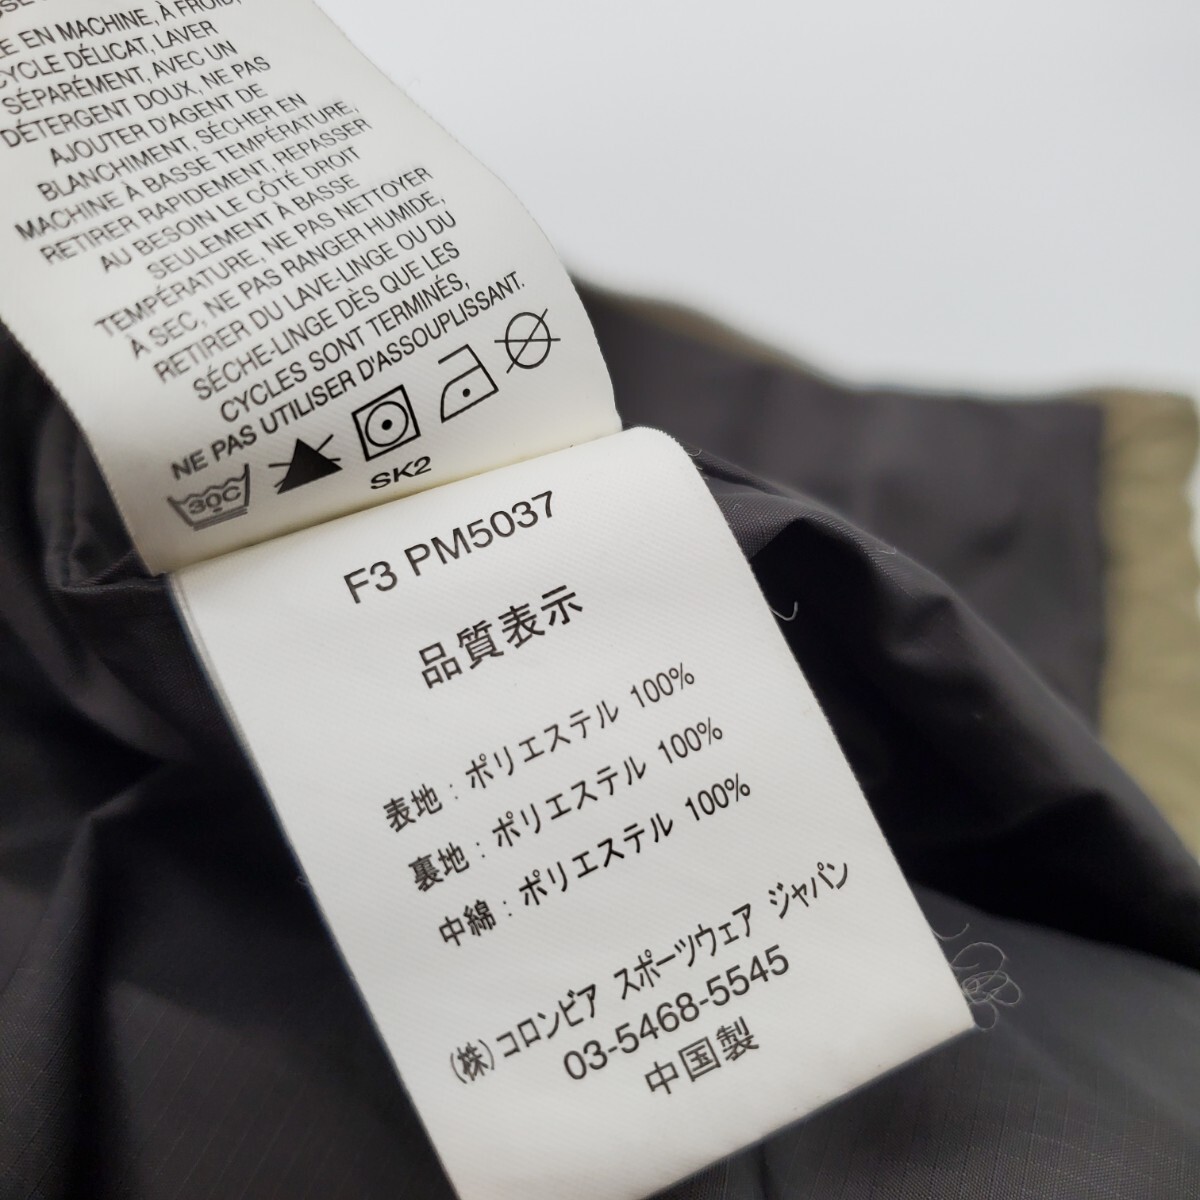 EN MACHINE, À FROID,
CYCLE DÉLICAT, LAVER
SÉPARÉMENT, AVEC UN
DÉTERGENT DOUX, NE PAS
AJOUTER D'AGENT DE
BLANCHIMENT, SÉCHER EN
MACHINE À BASSE TEMPÉRATURE,
RETIRER RAPIDEMENT, REPASSER
AU BESOIN LE CÔTÉ DROIT
SEULEMENT À BASSE
TEMPÉRATURE, NE PAS NETTOYER
À SEC, NE PAS RANGER HUMIDE,
RETIRER DU LAVE-LINGE OU DU
SÉCHE-LINGE DÈS QUE LES
CYCLES SONT TERMINÉS,
NE PAS UTILISER D'ASSOUPLISSANT.
30C
SK2
F3 PM5037
品質表示
表地 : ポリエステル 100%
裏地 : ポリエステル 100%
中綿 : ポリエステル 100%
(株) コロンビア スポーツウェア ジャパン
03-5468-5545
中国製